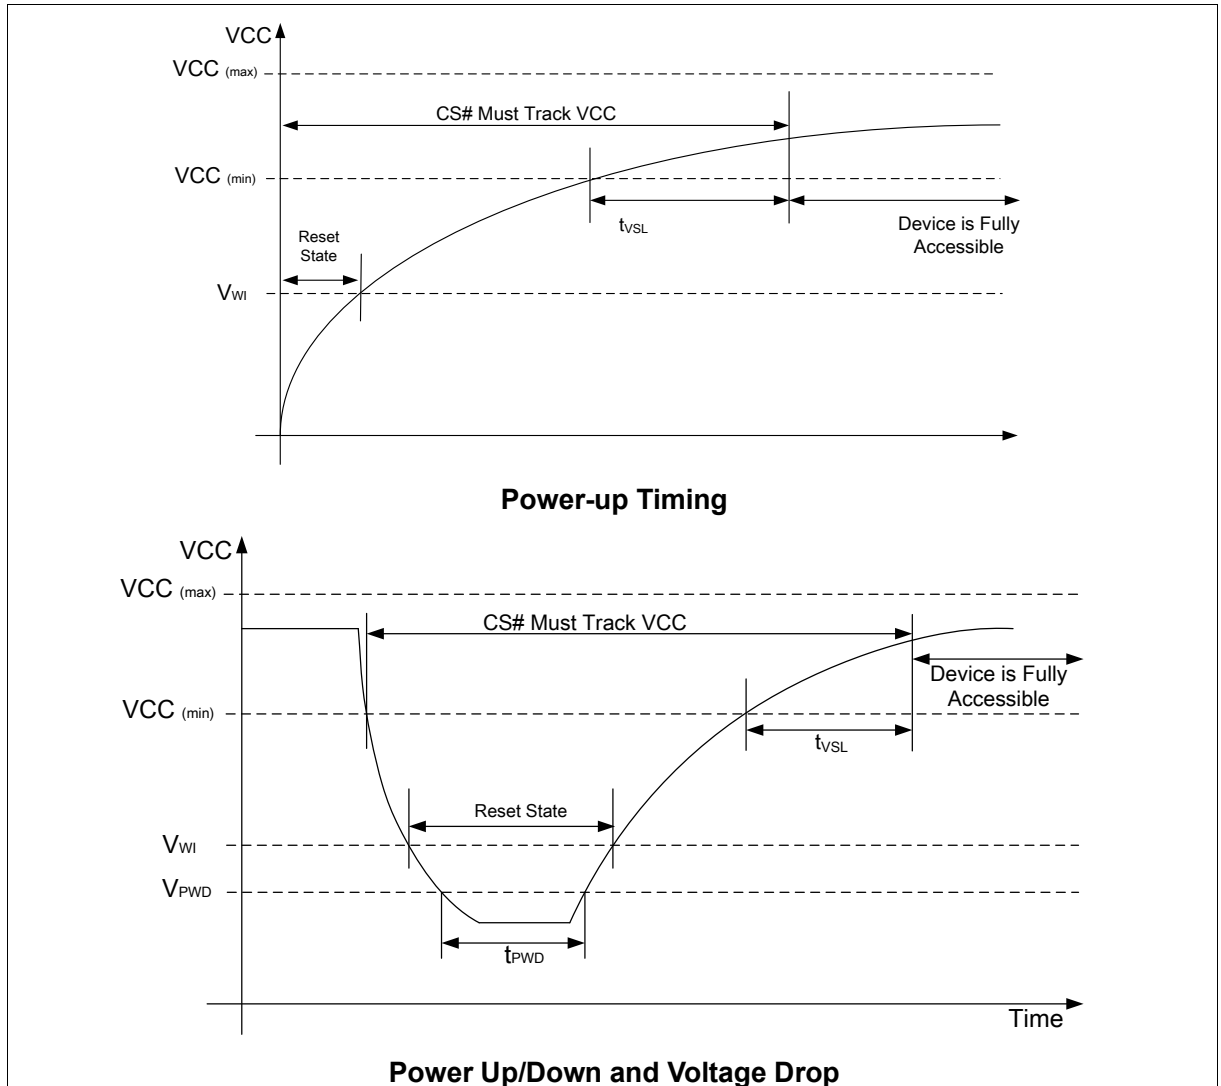 VCC
VCC (max)
CS# Must Track VCC
VCC (min)
tVSL
Device is Fully
Accessible
Reset
State
VWI
Power-up Timing
VCC
VCC (max)
CS# Must Track VCC
Device is Fully
Accessible
VCC (min)
tVSL
Reset State
VWI
VPWD
tPWD
Time
Power Up/Down and Voltage Drop